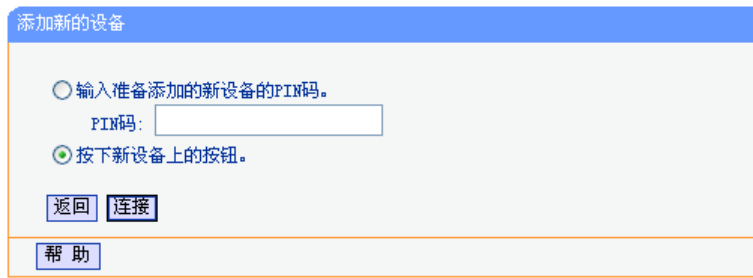 添加新的设备
输入准备添加的新设备的PIN码。
PIN码:
按下新设备上的按钮。
返回 连接
帮 助